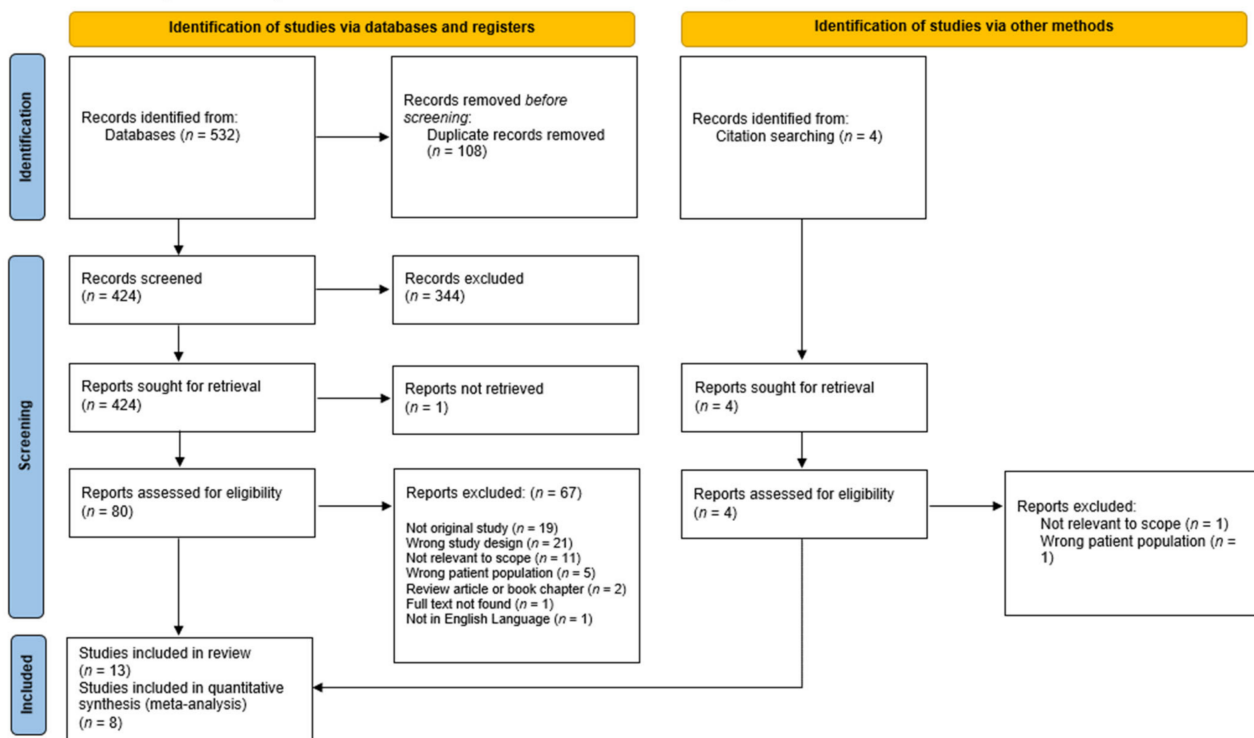 Identification of studies via databases and registers
Identification of studies via other methods
Identification
Records identified from:
Databases (n = 532)
Records removed before
screening:
Duplicate records removed
(n = 108)
Records identified from:
Citation searching (n = 4)
Screening
Records screened
(n = 424)
Records excluded
(n = 344)
Reports sought for retrieval
(n = 424)
Reports not retrieved
(n = 1)
Reports sought for retrieval
(n = 4)
Reports assessed for eligibility
(n = 80)
Reports excluded: (n = 67)
Not original study (n = 19)
Wrong study design (n = 21)
Not relevant to scope (n = 11)
Wrong patient population (n = 5)
Review article or book chapter (n = 2)
Full text not found (n = 1)
Not in English Language (n = 1)
Reports assessed for eligibility
(n = 4)
Reports excluded:
Not relevant to scope (n = 1)
Wrong patient population (n =
1)
Included
Studies included in review
(n = 13)
Studies included in quantitative
synthesis (meta-analysis)
(n = 8)